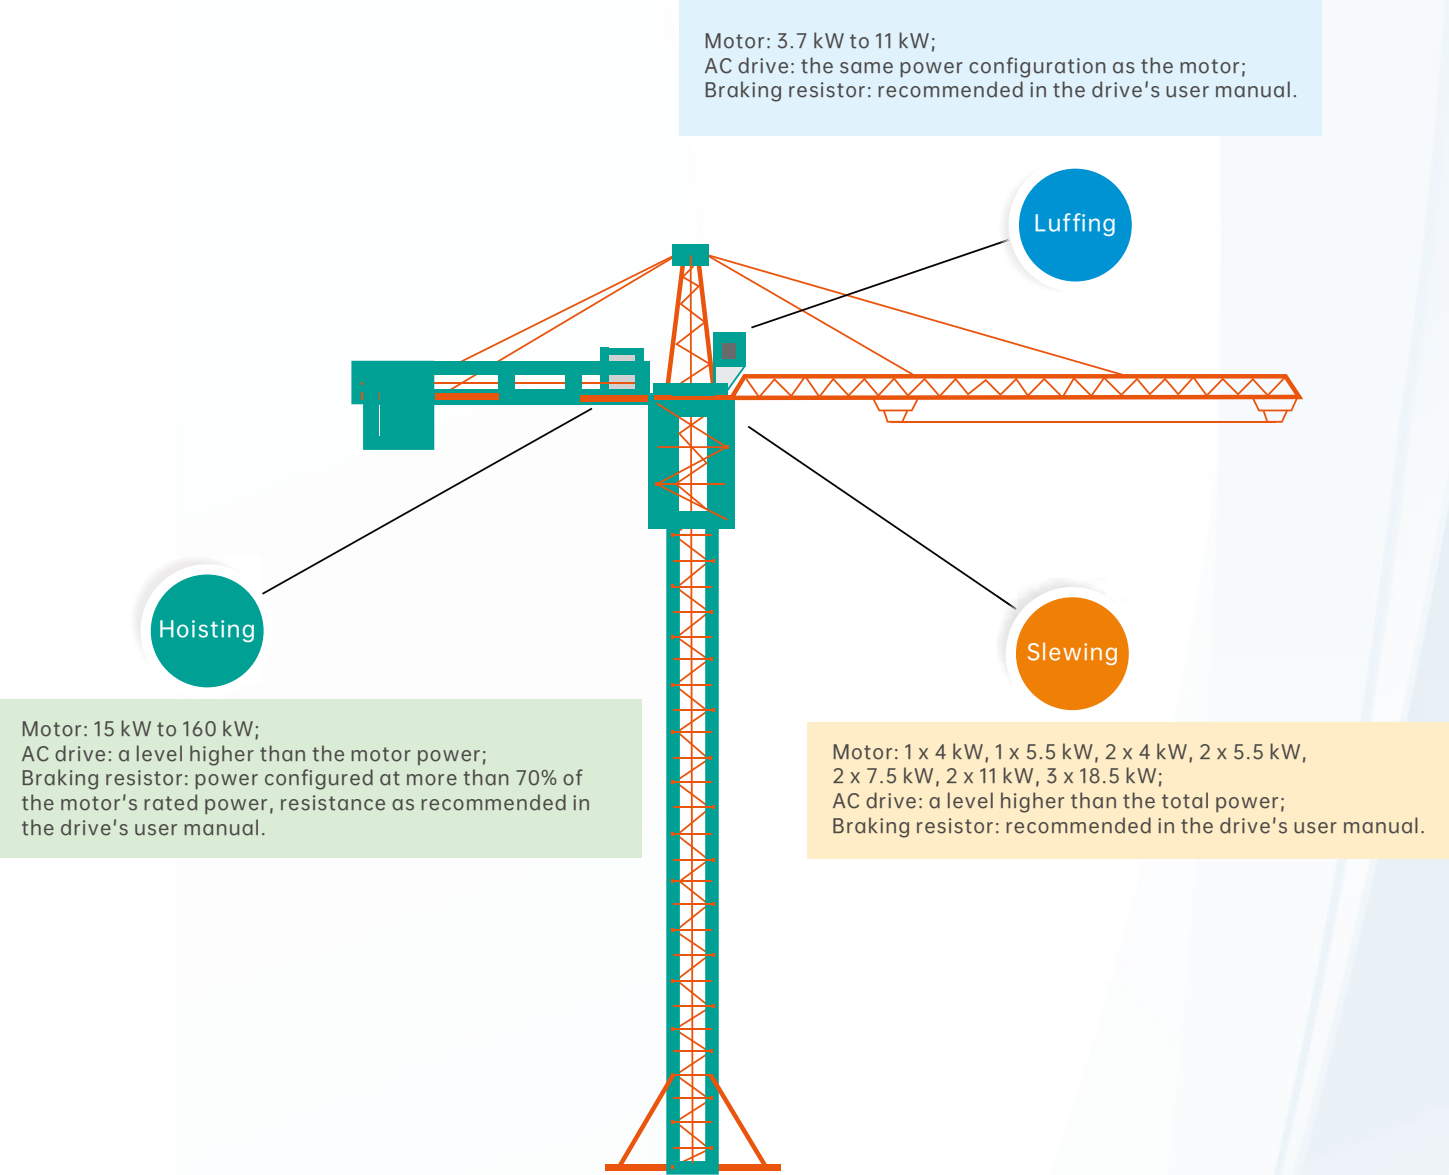 Motor: 3.7 kW to 11 kW;
AC drive: the same power configuration as the motor;
Braking resistor: recommended in the drive's user manual.
Luffing
Hoisting
Motor: 15 kW to 160 kW;
AC drive: a level higher than the motor power;
Braking resistor: power configured at more than 70% of
the motor's rated power, resistance as recommended in
the drive's user manual.
Slewing
Motor: 1 x 4 kW, 1 x 5.5 kW, 2 x 4 kW, 2 x 5.5 kW,
2 x 7.5 kW, 2 x 11 kW, 3 x 18.5 kW;
AC drive: a level higher than the total power;
Braking resistor: recommended in the drive's user manual.